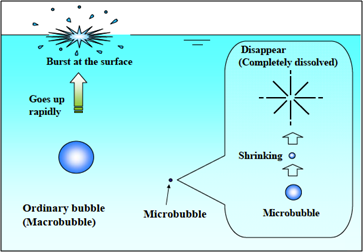 Burst at the surface
Goes up
rapidly
Ordinary bubble
(Macrobubble)
Microbubble
Disappear
(Completely dissolved)
Shrinking
Microbubble